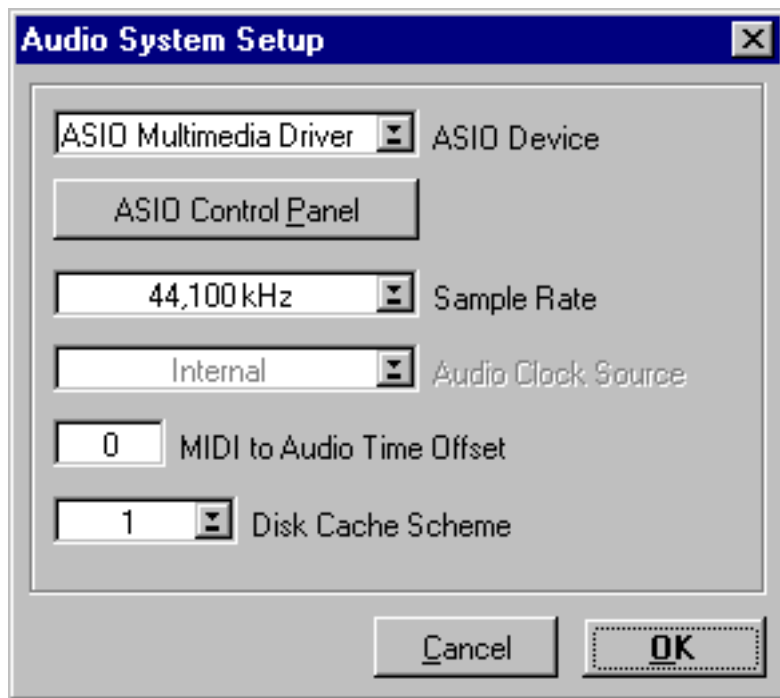 Audio System Setup
ASIO Multimedia Driver ASIO Device
ASIO Control Panel
44,100 kHz Sample Rate
Internal Audio Clock Source
0 MIDI to Audio Time Offset
1 Disk Cache Scheme
Cancel OK